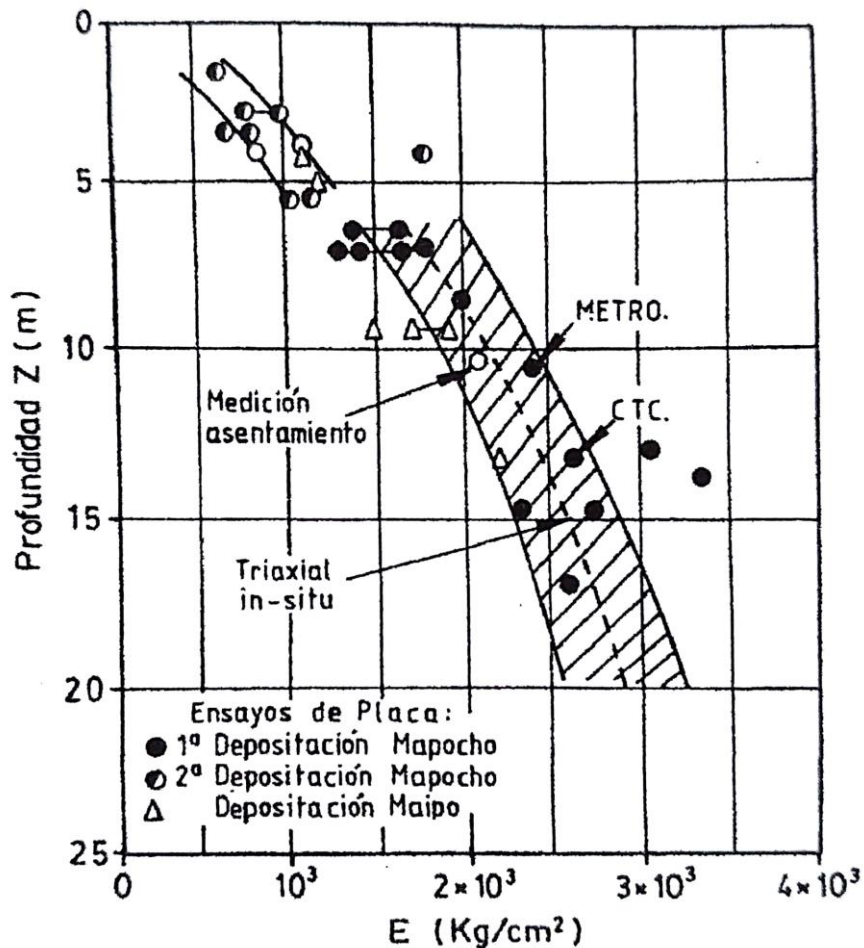 0
5
10
15
20
25
Profundidad Z (m)
METRO.
Medición
asentamiento
CTC.
Triaxial
in-situ
Ensayos de Placa:
1ª Depositación Mapocho
2ª Depositación Mapocho
Depositación Maipo
0
10³
2×10³
3×10³
4×10³
E (Kg/cm²)